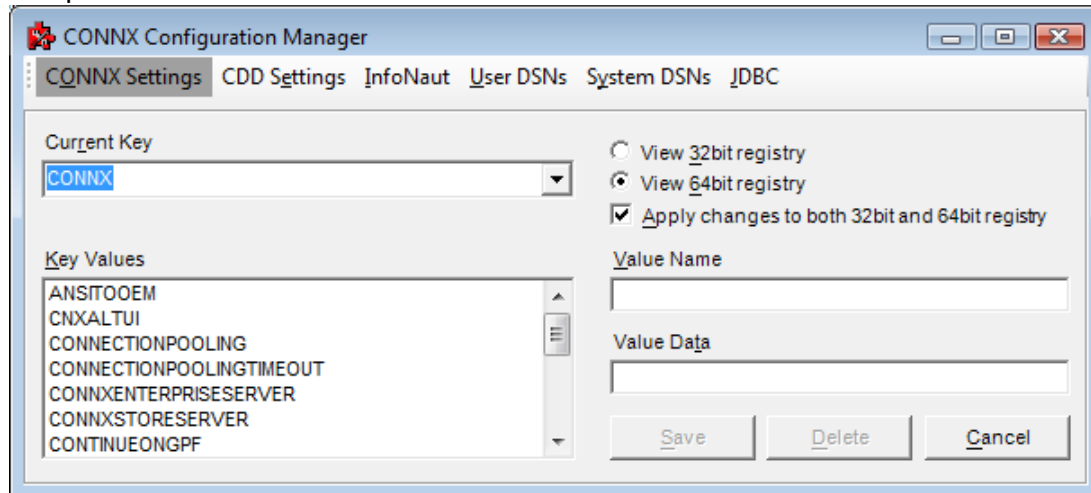 CONNX Configuration Manager
CONNX Settings CDD Settings InfoNaut User DSNs System DSNs JDBC
Current Key
CONNX
View 32bit registry
View 64bit registry
Apply changes to both 32bit and 64bit registry
Key Values
ANSITOOEM
CNXALTUI
CONNECTIONPOOLING
CONNECTIONPOOLINGTIMEOUT
CONNXENTERPRISESERVER
CONNXSTORESERVER
CONTINUEONGPF
Value Name
Value Data
Save Delete Cancel